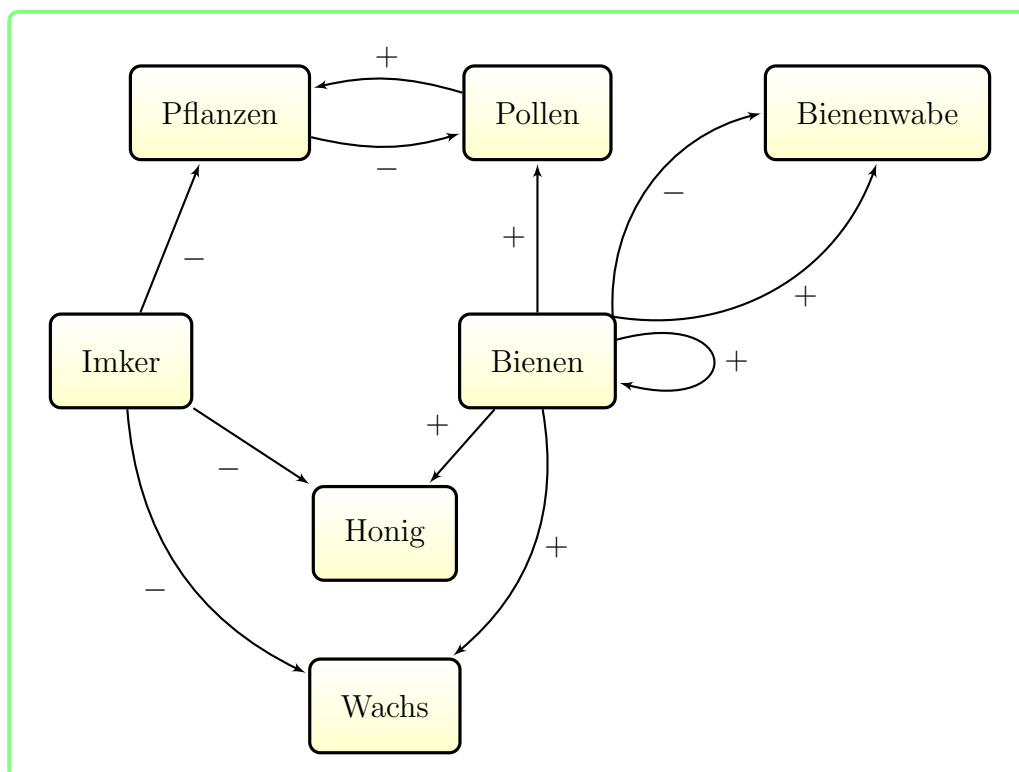 +
Pflanzen
Pollen
Bienenwabe
−
−
+
−
+
Imker
Bienen
+
+
−
Honig
+
−
Wachs